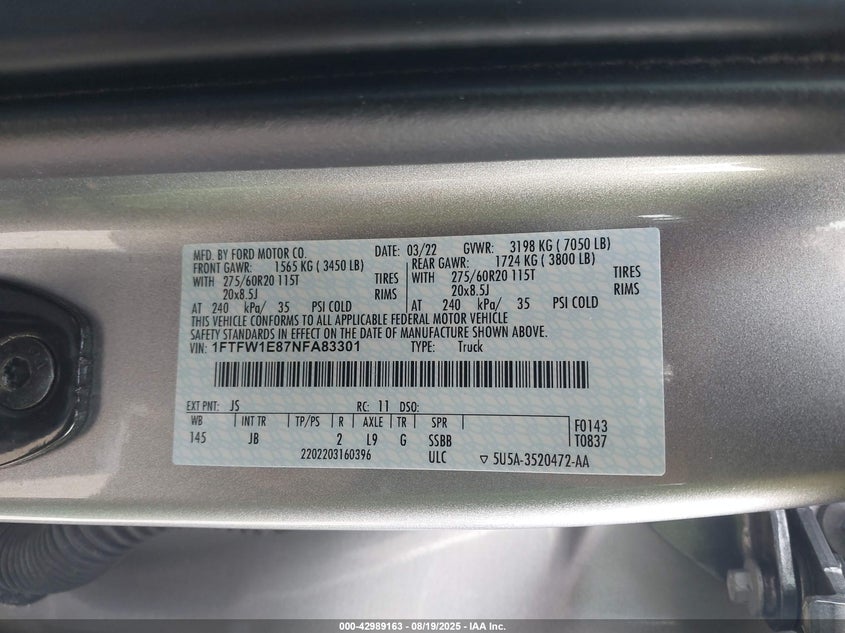 MFD. BY FORD MOTOR CO. DATE: 03/22 GVWR: 3198 KG ( 7050 LB)
FRONT GAWR: 1565 KG ( 3450 LB) REAR GAWR: 1724 KG ( 3800 LB)
WITH 275/60R20 115T TIRES WITH 275/60R20 115T TIRES
20x8.5J RIMS 20x8.5J RIMS
AT 240 kPa/ 35 PSI COLD AT 240 kPa/ 35 PSI COLD
THIS VEHICLE CONFORMS TO ALL APPLICABLE FEDERAL MOTOR VEHICLE
SAFETY STANDARDS IN EFFECT ON THE DATE OF MANUFACTURE SHOWN ABOVE.
VIN: 1FTFW1E87NFA83301 TYPE: Truck
EXT PNT: JS RC: 11 DSO:
WB INT TR TP/PS R AXLE TR SPR F0143
145 JB 2 L9 G SSBB T0837
2202203160396 ULC ▽ 5U5A-3520472-AA
000-42989163 - 08/19/2025 - IAA Inc.